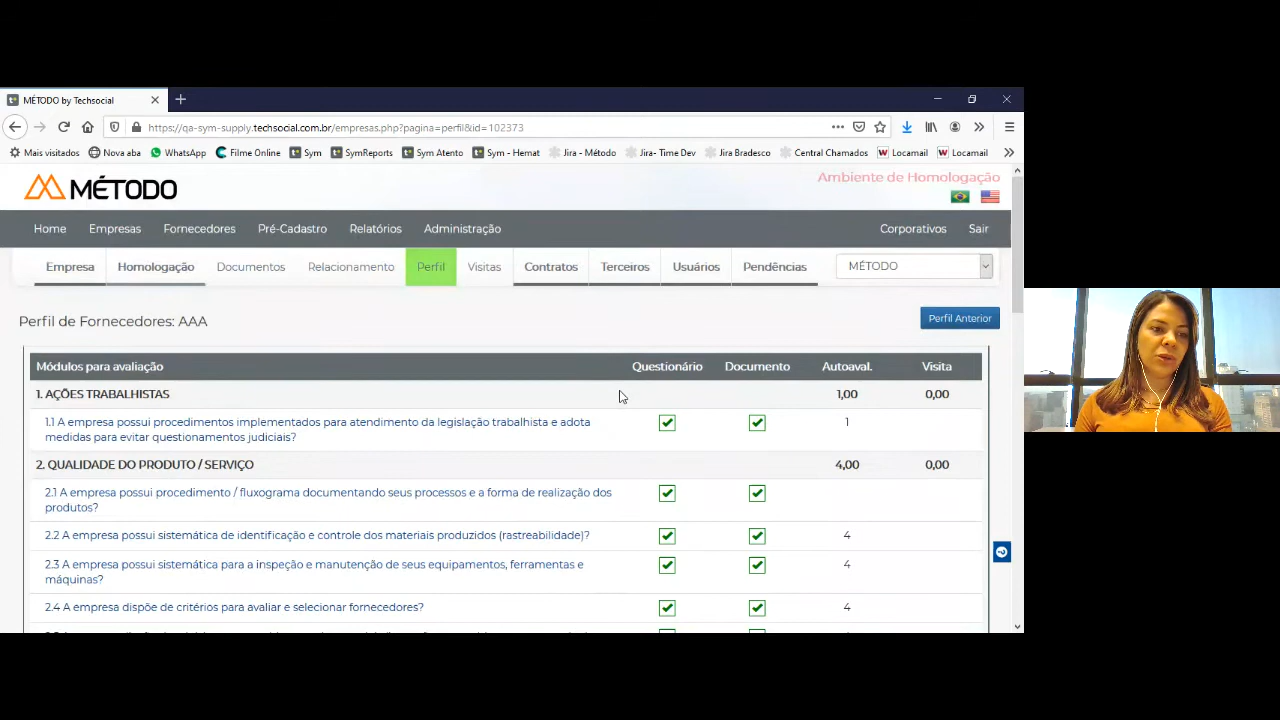 MÉTODO by Techsocial
https://qa-sym-supply.techsocial.com.br/empresas.php?pagina=perfil&id=102373
Mais visitados Nova aba WhatsApp Filme Online Sym SymReports Sym Atento Sym - Hemat Jira - Método Jira- Time Dev Jira Bradesco Central Chamados Locamail Locamail
MÉTODO
Ambiente de Homologação
Home Empresas Fornecedores Pré-Cadastro Relatórios Administração Corporativos Sair
Empresa Homologação Documentos Relacionamento Perfil Visitas Contratos Terceiros Usuários Pendências MÉTODO
Perfil de Fornecedores: AAA
Perfil Anterior
Módulos para avaliação Questionário Documento Autoaval. Visita
1. AÇÕES TRABALHISTAS 1,00 0,00
1.1 A empresa possui procedimentos implementados para atendimento da legislação trabalhista e adota
medidas para evitar questionamentos judiciais? 1
2. QUALIDADE DO PRODUTO / SERVIÇO 4,00 0,00
2.1 A empresa possui procedimento / fluxograma documentando seus processos e a forma de realização dos
produtos?
2.2 A empresa possui sistemática de identificação e controle dos materiais produzidos (rastreabilidade)? 4
2.3 A empresa possui sistemática para a inspeção e manutenção de seus equipamentos, ferramentas e
máquinas? 4
2.4 A empresa dispõe de critérios para avaliar e selecionar fornecedores? 4